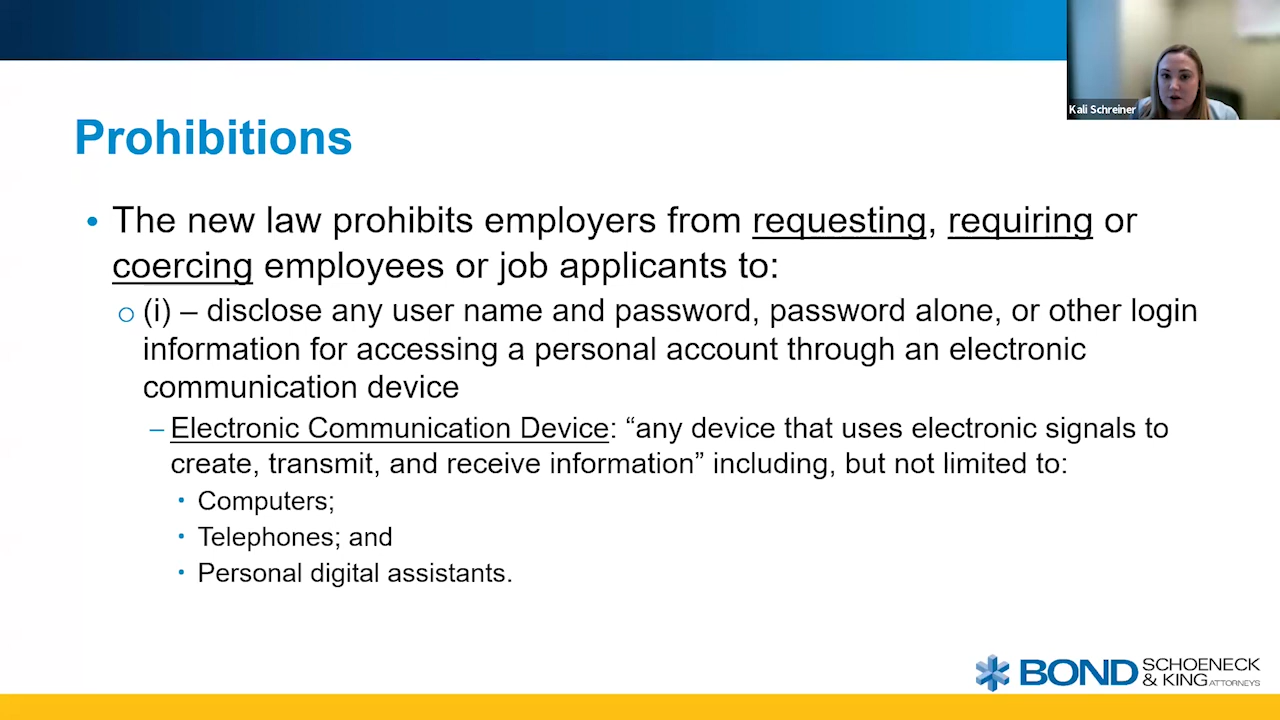 Kali Schreiner
Prohibitions
• The new law prohibits employers from requesting, requiring or
coercing employees or job applicants to:
o (i) – disclose any user name and password, password alone, or other login
information for accessing a personal account through an electronic
communication device
– Electronic Communication Device: “any device that uses electronic signals to
create, transmit, and receive information” including, but not limited to:
• Computers;
• Telephones; and
• Personal digital assistants.
BOND SCHOENECK
& KING ATTORNEYS